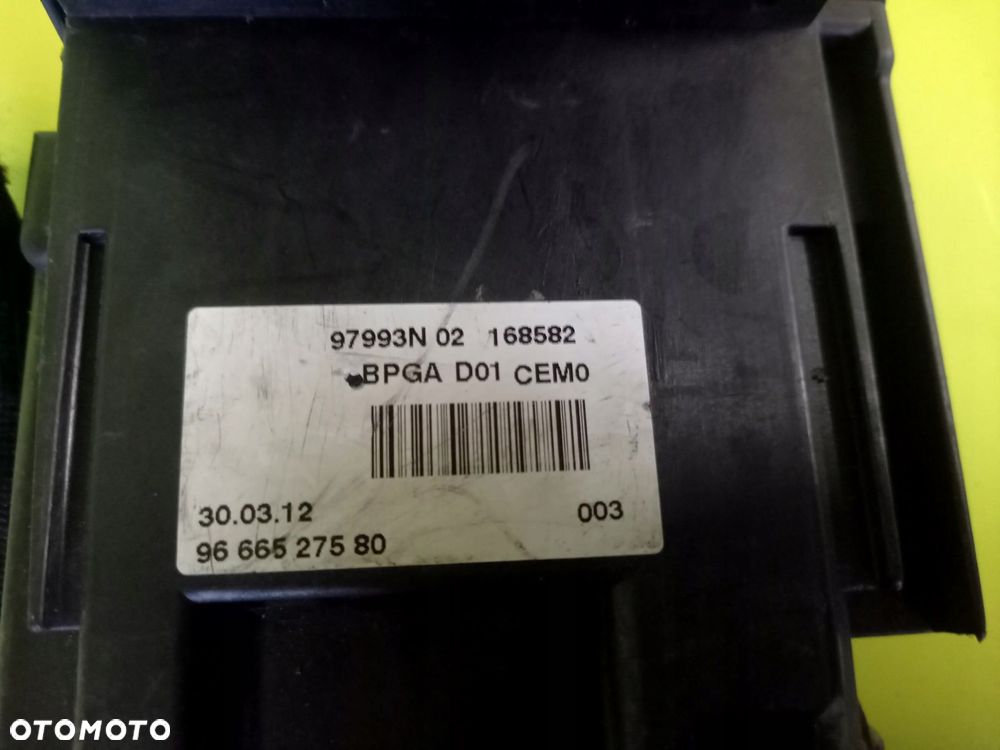 97993N 02 168582
BPGA D01 CEM0
30.03.12 003
96 665 275 80
OTOMOTO